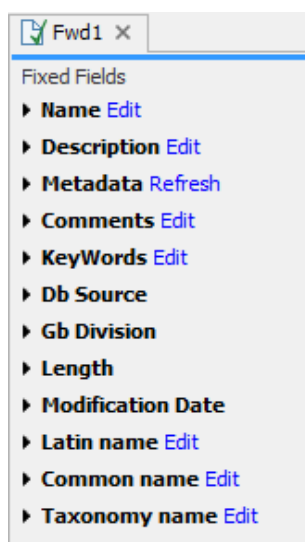 Fwd1
Fixed Fields
Name Edit
Description Edit
Metadata Refresh
Comments Edit
KeyWords Edit
Db Source
Gb Division
Length
Modification Date
Latin name Edit
Common name Edit
Taxonomy name Edit